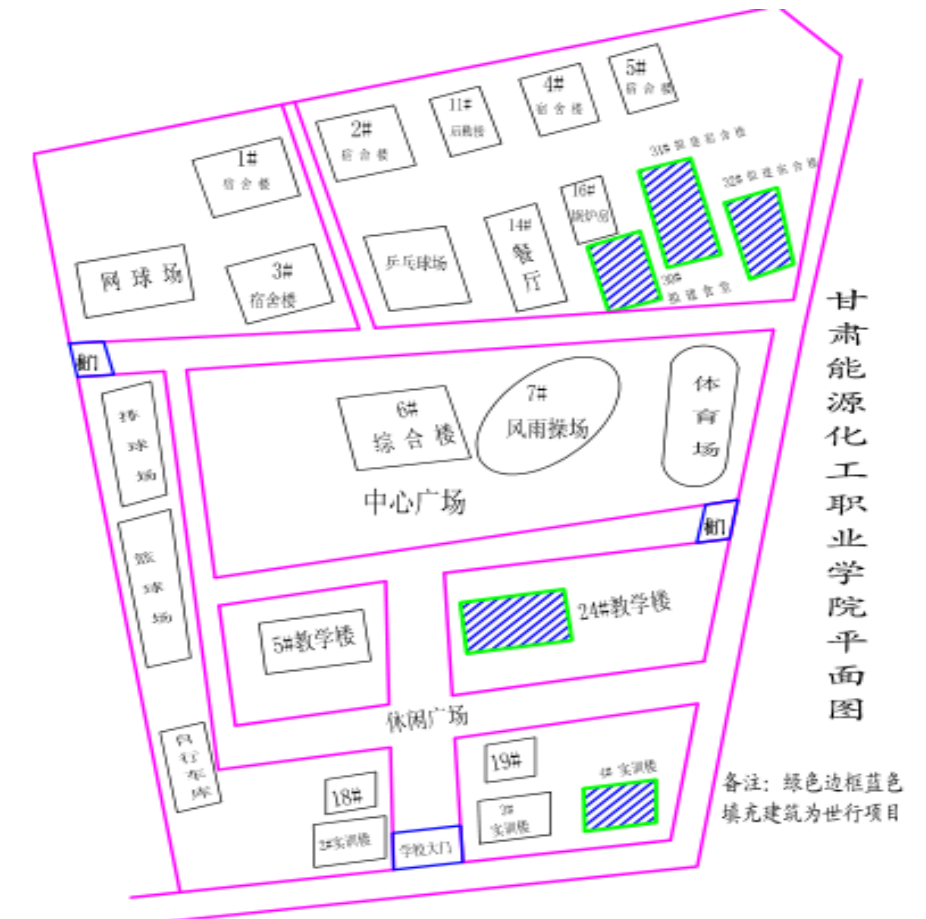 5#
宿舍楼
4#
宿舍楼
11#
2#
宿舍楼
1#
宿舍楼
31#拟建宿舍楼
32#拟建宿舍楼
16#
锅炉房
14#
餐厅
乒乓球场
3#
宿舍楼
网球场
30#
拟建食堂
甘肃能源化工职业学院平面图
7#
风雨操场
6#
综合楼
体育场
中心广场
排球场
篮球场
24#教学楼
5#教学楼
休闲广场
自行车库
19#
4# 实训楼
18#
3#
实训楼
2#实训楼
学校大门
备注：绿色边框蓝色
填充建筑为世行项目